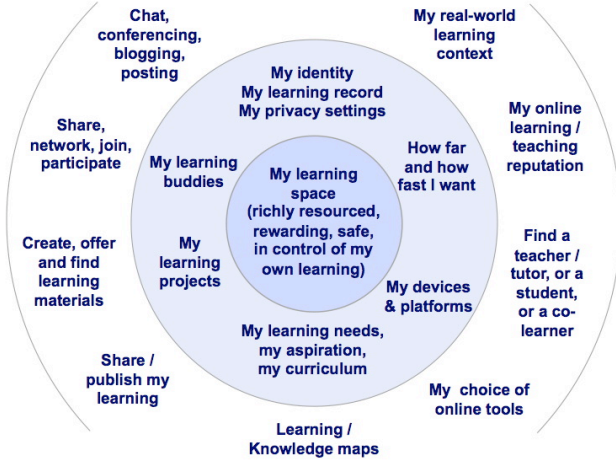 Chat,
conferencing,
blogging,
posting
My real-world
learning
context
My identity
My learning record
My privacy settings
Share,
network, join,
participate
My online
learning /
teaching
reputation
My learning
buddies
How far
and how
fast I want
My learning
space
(richly resourced,
rewarding, safe,
in control of my
own learning)
Create, offer
and find
learning
materials
My
learning
projects
Find a
teacher /
tutor, or a
student,
or a co-
learner
My devices
& platforms
My learning needs,
my aspiration,
my curriculum
Share /
publish my
learning
My choice of
online tools
Learning /
Knowledge maps